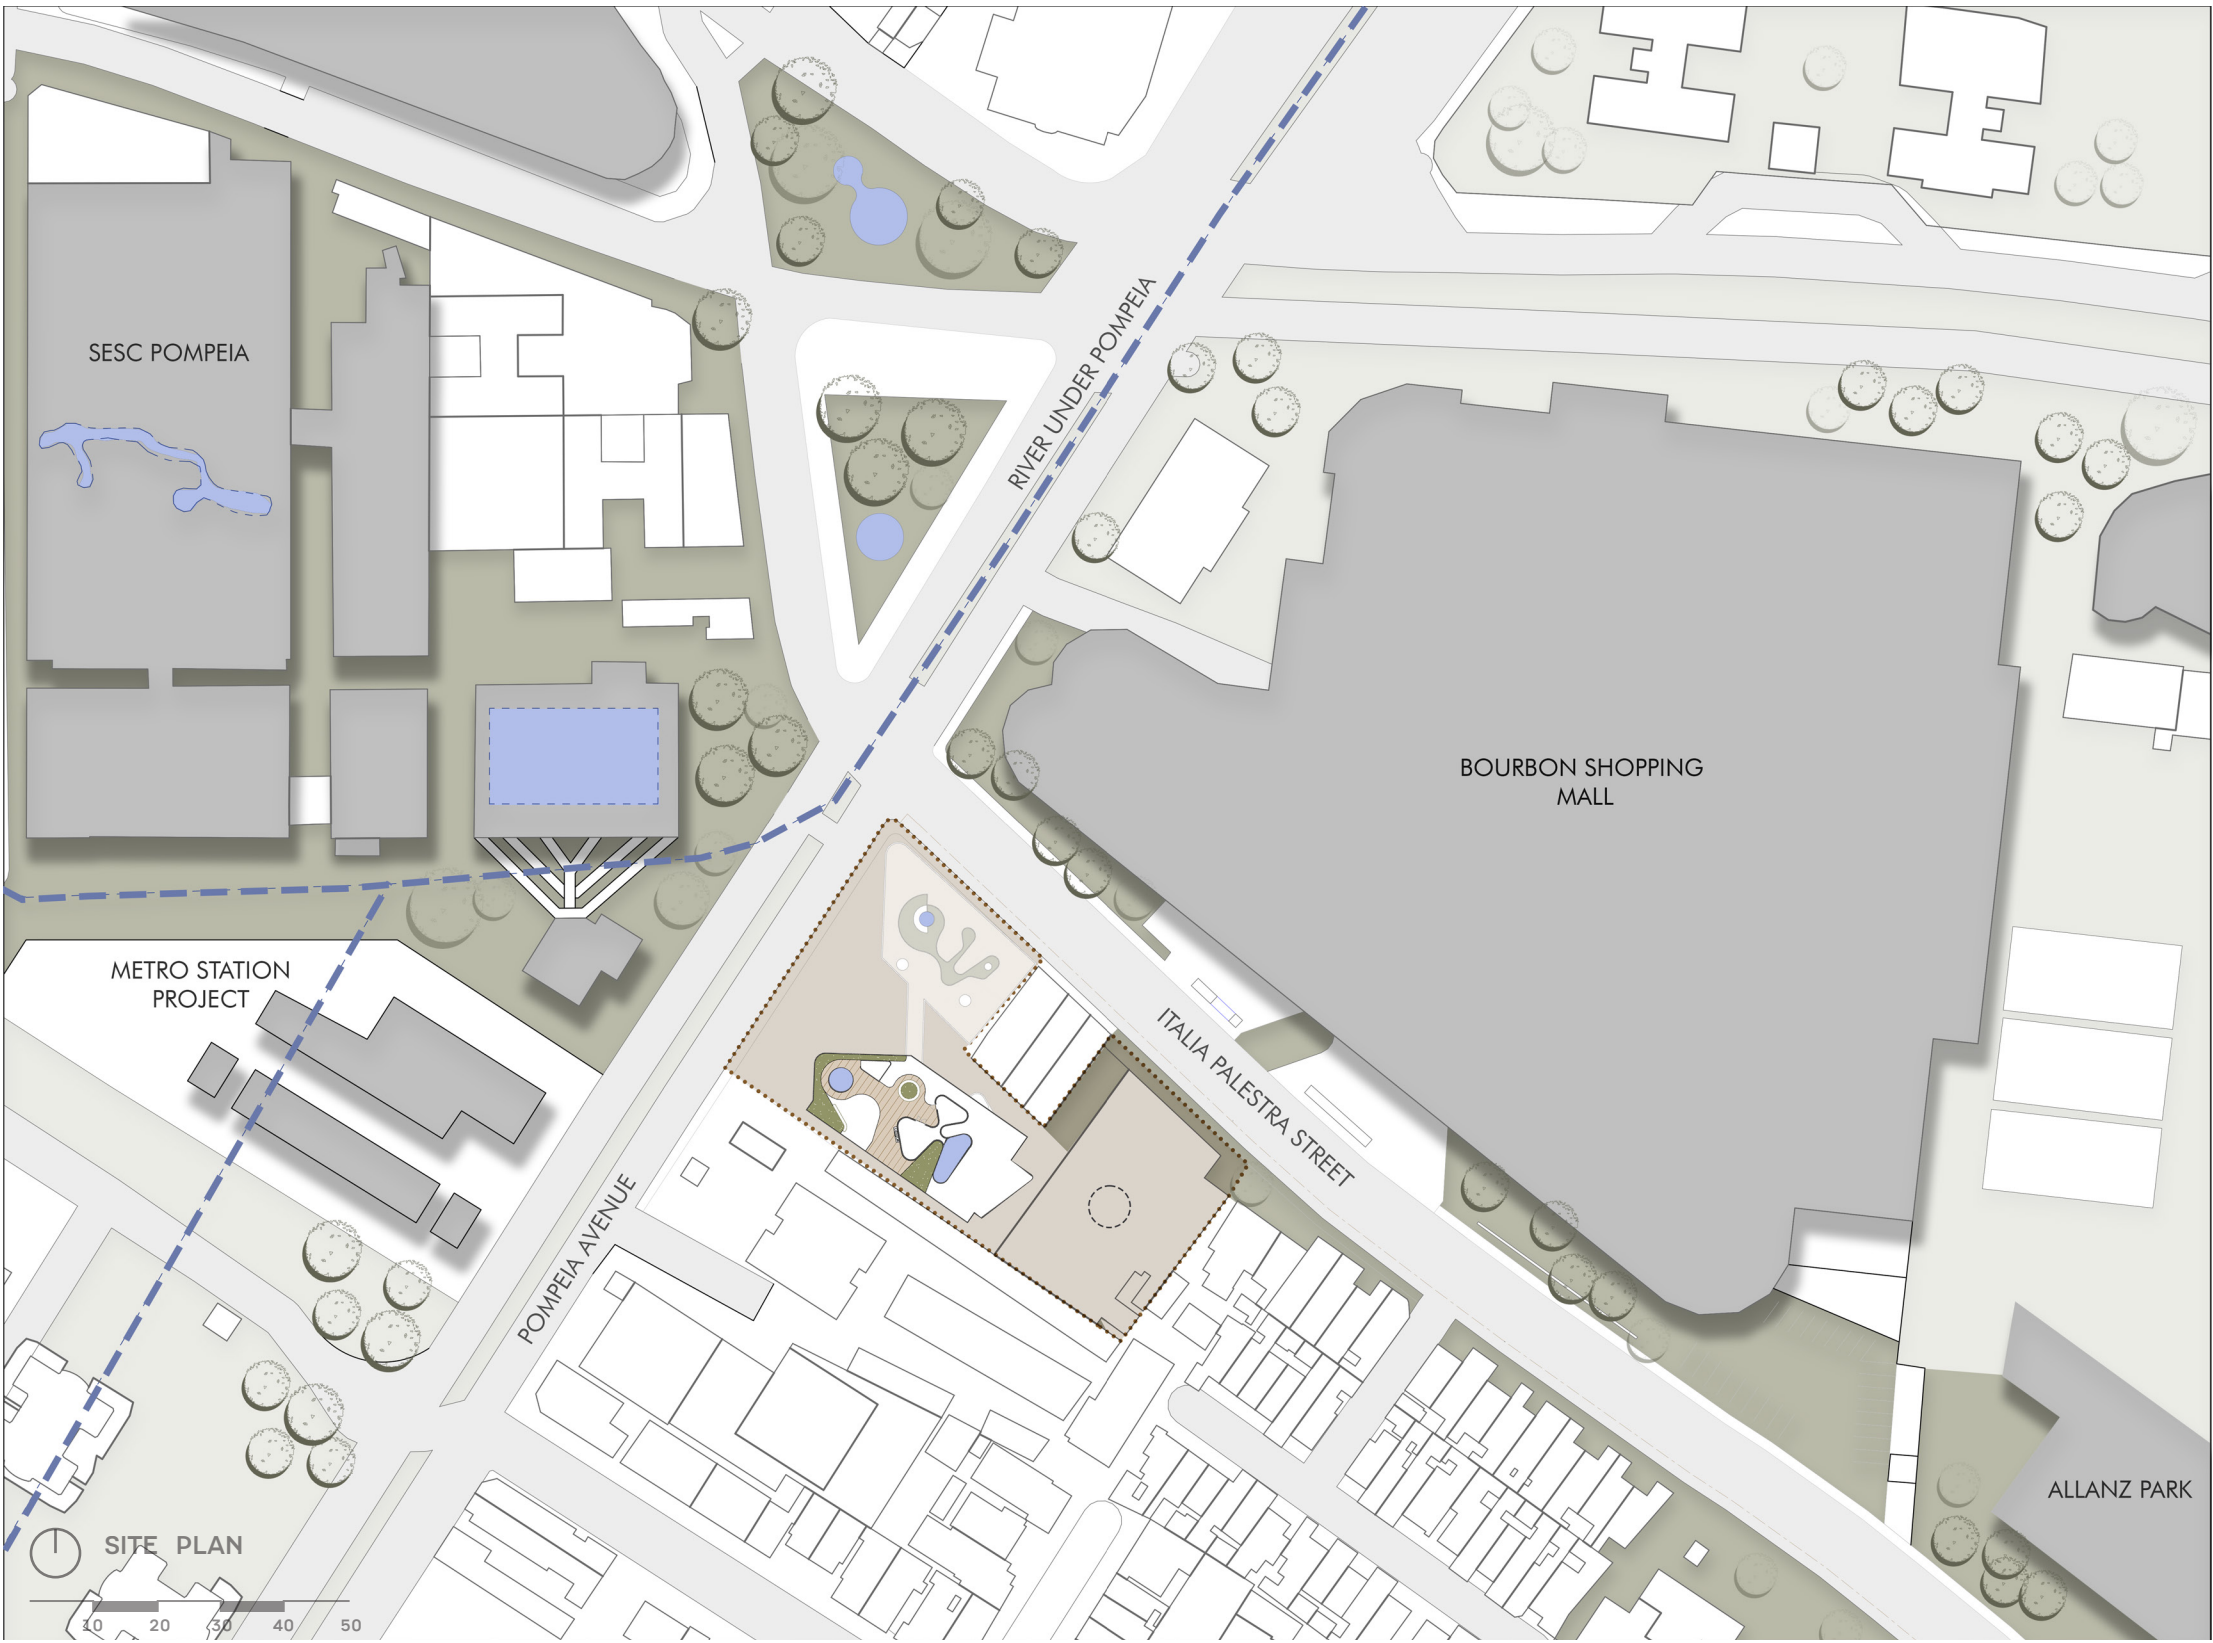 SESC POMPEIA
RIVER UNDER POMPEIA
BOURBON SHOPPING
MALL
METRO STATION
PROJECT
ITALIA PALESTRA STREET
POMPEIA AVENUE
ALLANZ PARK
SITE PLAN
10 20 30 40 50